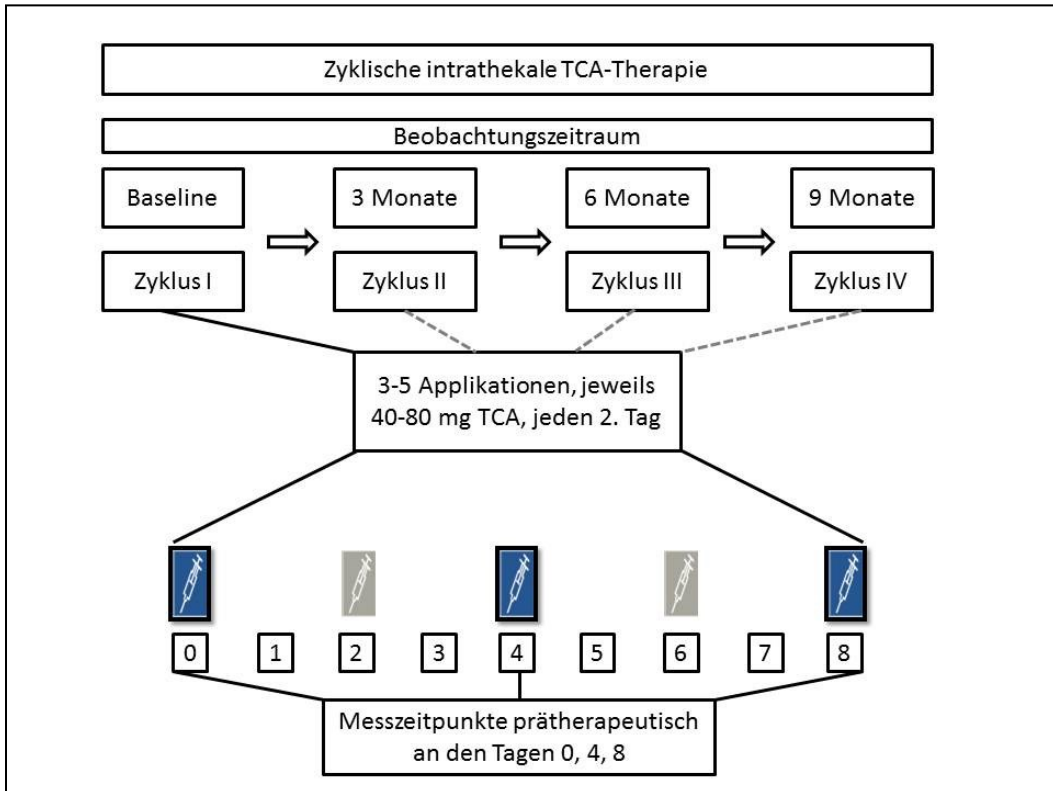 Zyklische intrathekale TCA-Therapie
Beobachtungszeitraum
Baseline
3 Monate
6 Monate
9 Monate
Zyklus I
Zyklus II
Zyklus III
Zyklus IV
3-5 Applikationen, jeweils
40-80 mg TCA, jeden 2. Tag
0
1
2
3
4
5
6
7
8
Messzeitpunkte prätherapeutisch
an den Tagen 0, 4, 8